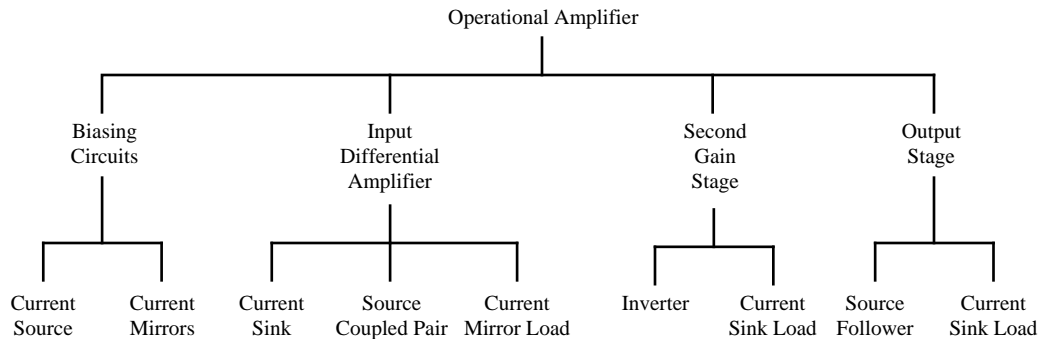 Operational Amplifier
Biasing
Circuits
Input
Differential
Amplifier
Second
Gain
Stage
Output
Stage
Current
Source
Current
Mirrors
Current
Sink
Source
Coupled Pair
Current
Mirror Load
Inverter
Current
Sink Load
Source
Follower
Current
Sink Load